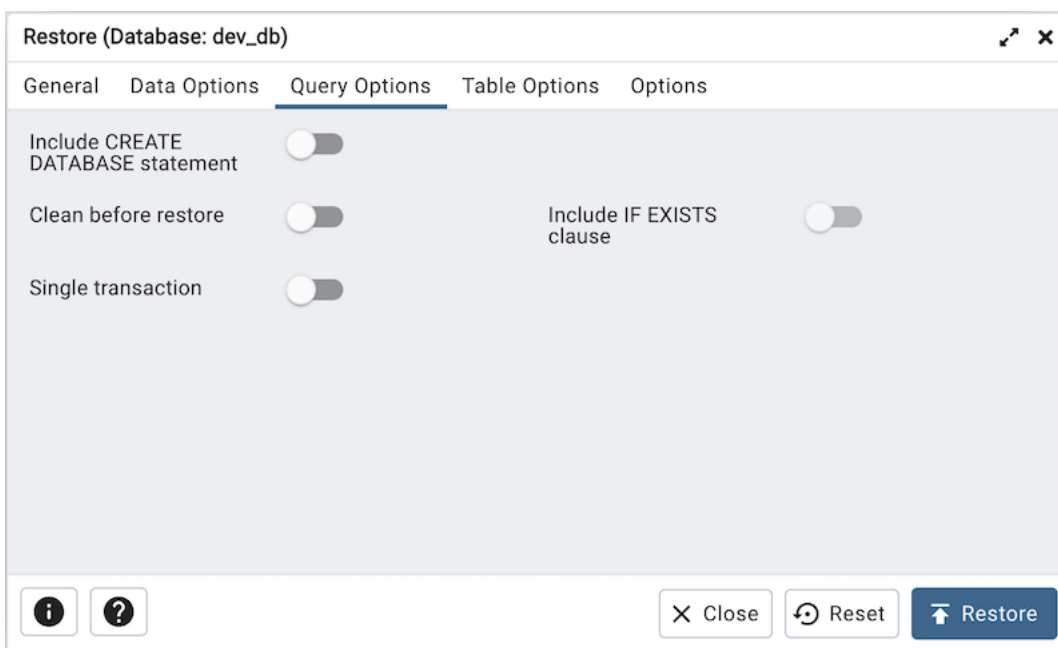 Restore (Database: dev_db)
General Data Options Query Options Table Options Options
Include CREATE
DATABASE statement
Clean before restore
Include IF EXISTS
clause
Single transaction
Close Reset Restore